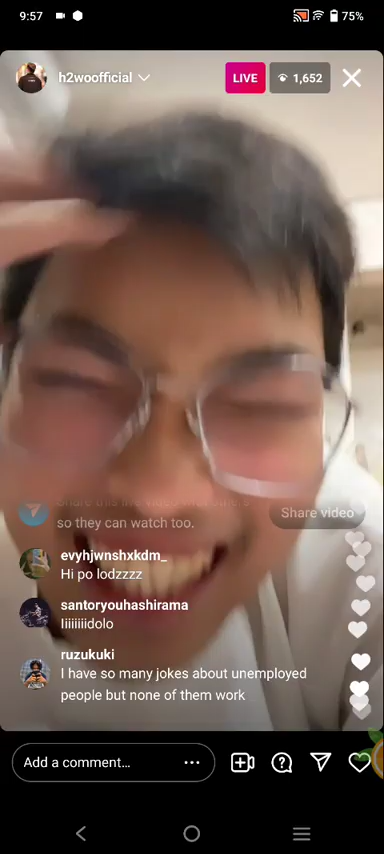 9:57
75%
h2woofficial
LIVE
1,652
Share this live video with others
so they can watch too.
Share video
evyhjwnshxkdm_
Hi po lodzzzz
santoryouhashirama
Iiiiiiiidolo
ruzukuki
I have so many jokes about unemployed
people but none of them work
Add a comment...